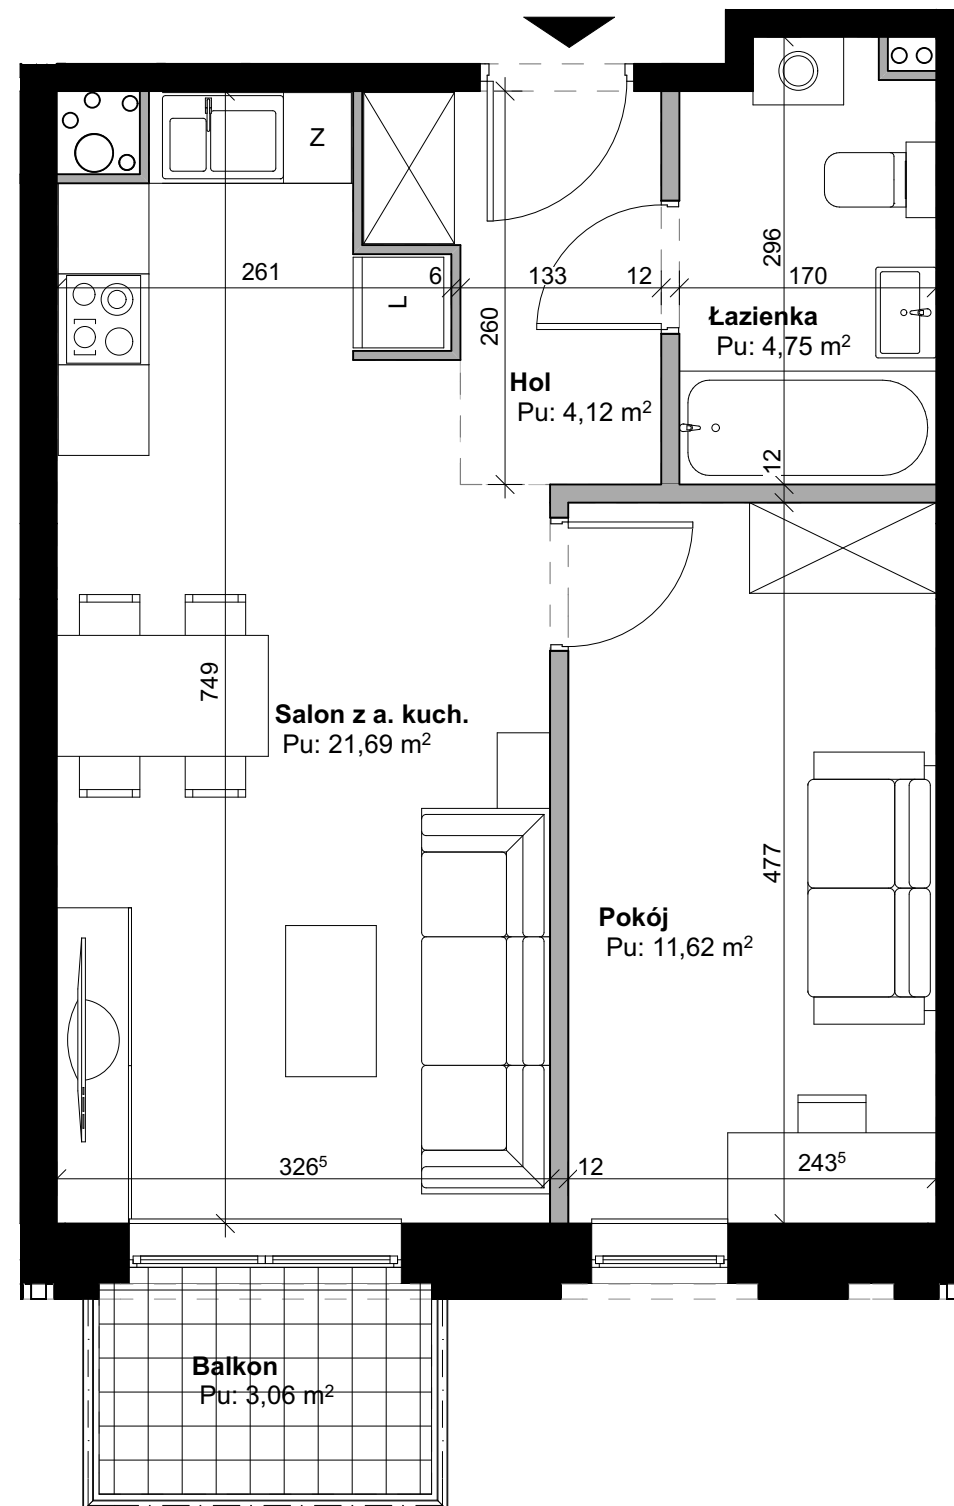 Z
261
6
133
12
296
170
L
260
Łazienka
Pu: 4,75 m²
Hol
Pu: 4,12 m²
12
749
Salon z a. kuch.
Pu: 21,69 m²
477
Pokój
Pu: 11,62 m²
326⁵
12
243⁵
Balkon
Pu: 3,06 m²